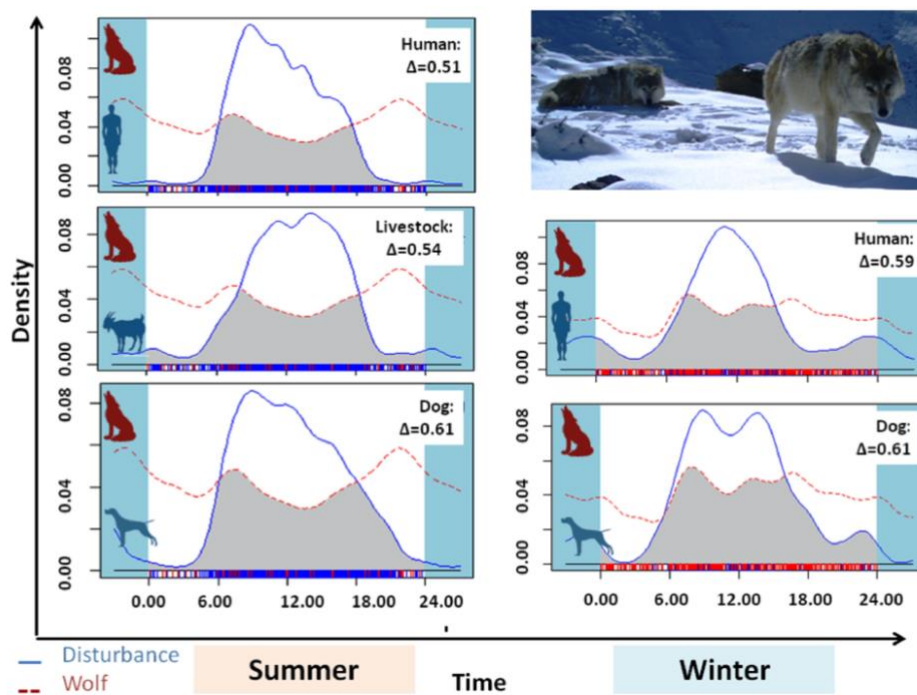 Density
0.00 0.04 0.08
Human:
Δ=0.51
0.00 0.04 0.08
Livestock:
Δ=0.54
0.00 0.04 0.08
Dog:
Δ=0.61
0.00 6.00 12.00 18.00 24.00
0.00 0.04 0.08
Human:
Δ=0.59
0.00 0.04 0.08
Dog:
Δ=0.61
0.00 6.00 12.00 18.00 24.00
Disturbance
Wolf
Summer
Time
Winter